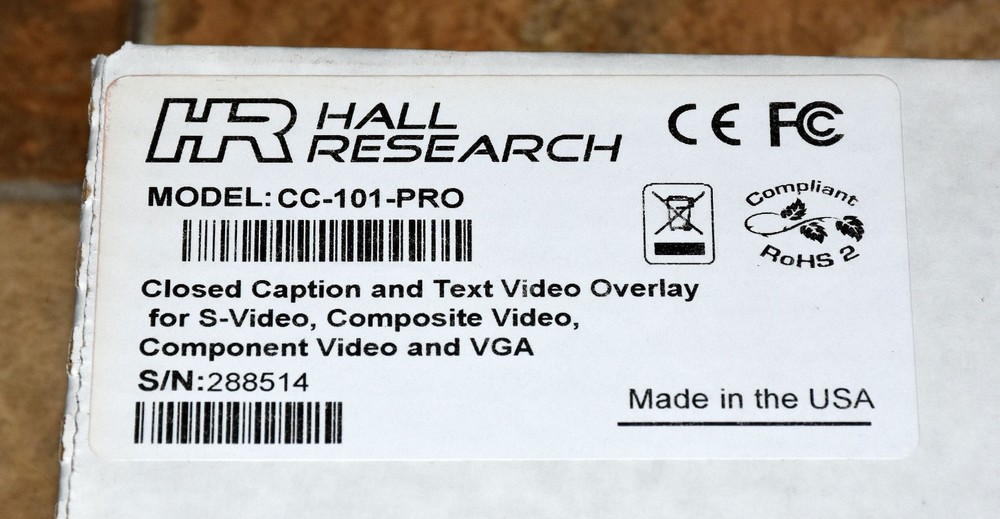 HR HALL RESEARCH
CE FCC
MODEL: CC-101-PRO
Compliant
RoHS 2
Closed Caption and Text Video Overlay
for S-Video, Composite Video,
Component Video and VGA
S/N:288514
Made in the USA